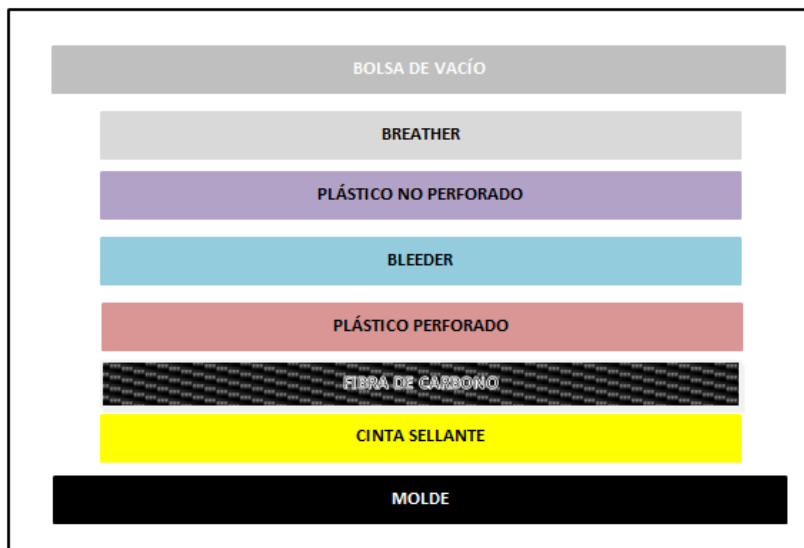 BOLSA DE VACÍO
BREATHER
PLÁSTICO NO PERFORADO
BLEEDER
PLÁSTICO PERFORADO
FIBRA DE CARBONO
CINTA SELLANTE
MOLDE